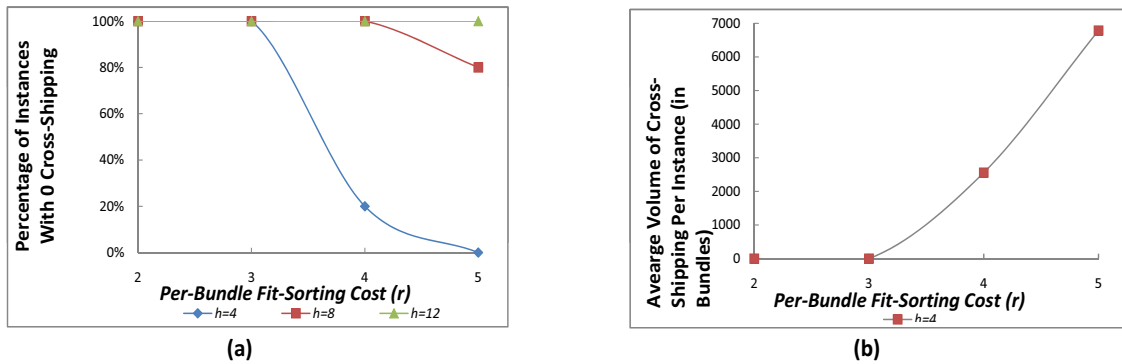 Percentage of Instances
With 0 Cross-Shipping
100%
80%
60%
40%
20%
0%
2
3
4
5
Per-Bundle Fit-Sorting Cost (r)
h=4
h=8
h=12
(a)
Avearge Volume of Cross-
Shipping Per Instance (in
Bundles)
7000
6000
5000
4000
3000
2000
1000
0
2
3
4
5
Per-Bundle Fit-Sorting Cost (r)
h=4
(b)